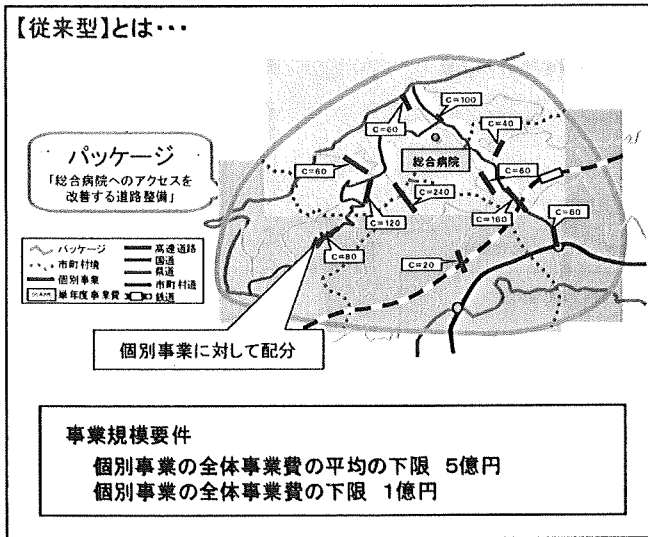 【従来型】とは・・・
C=100
C=60
C=40
パッケージ
「総合病院へのアクセスを
改善する道路整備」
総合病院
C=60
C=60
C=240
C=120
C=160
C=60
C=80
C=20
パッケージ
市町村境
個別事業
単年度事業費
高速道路
国道
県道
市町村道
鉄道
個別事業に対して配分
事業規模要件
個別事業の全体事業費の平均の下限 5億円
個別事業の全体事業費の下限 1億円